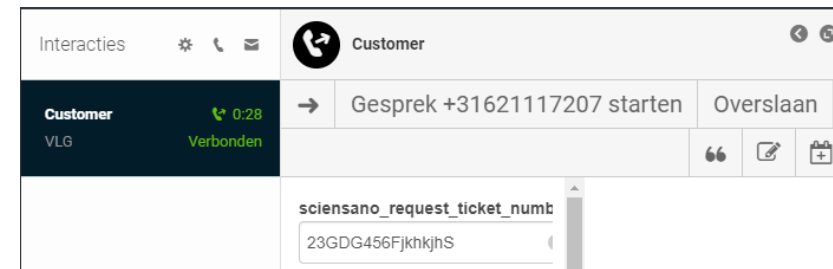 Interacties
Customer
Customer 0:28
VLG Verbonden
Gesprek +31621117207 starten Overslaan
sciensano_request_ticket_numb
23GDG456FjkhkjhS